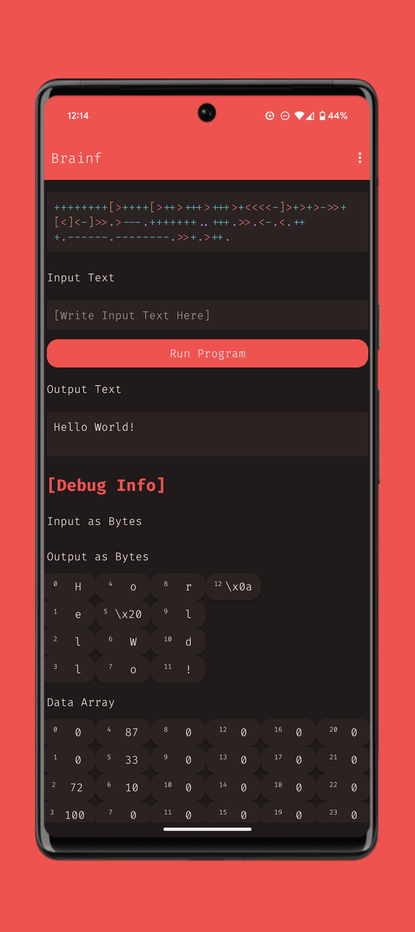 12:14 44%
Brainf
++++++++[>++++[>++>+++>+++>+<<<<-]>+>+>->>+
[<]<-]>>.>---.+++++++..+++.>>.<-.<.++
+.------.--------.>>+.>++.
Input Text
[Write Input Text Here]
Run Program
Output Text
Hello World!
[Debug Info]
Input as Bytes
Output as Bytes
0 H 4 o 8 r 12 \x0a
1 e 5 \x20 9 l
2 l 6 W 10 d
3 l 7 o 11 !
Data Array
0 0 4 87 8 0 12 0 16 0 20 0
1 0 5 33 9 0 13 0 17 0 21 0
2 72 6 10 10 0 14 0 18 0 22 0
3 100 7 0 11 0 15 0 19 0 23 0